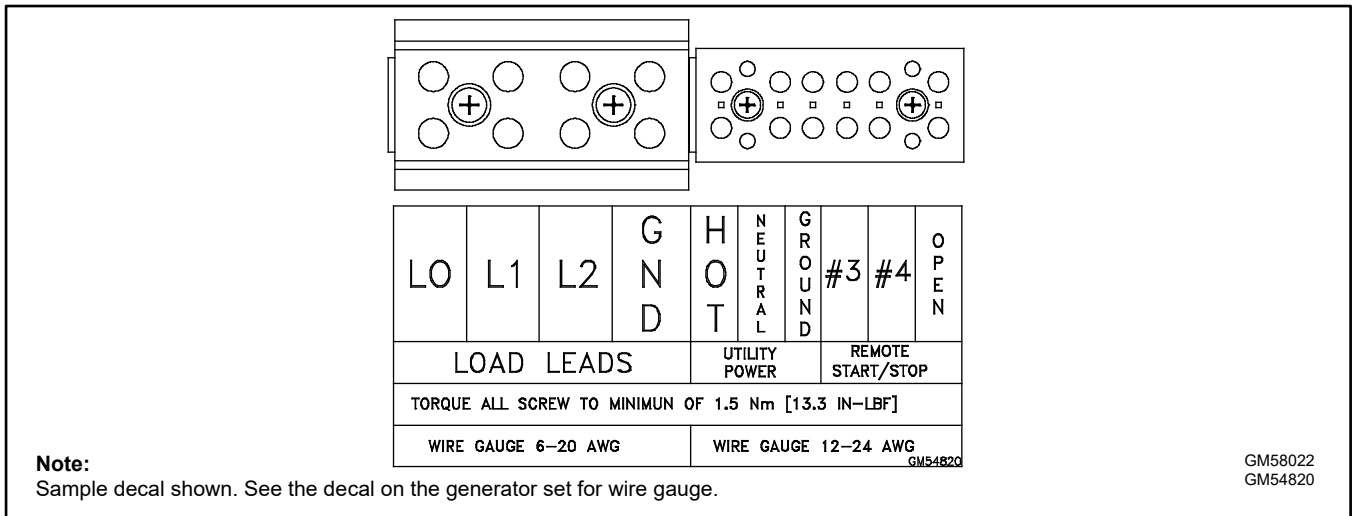 LO L1 L2 GND HOT NEUTRAL GROUND #3 #4 OPEN
LOAD LEADS UTILITY POWER REMOTE START/STOP
TORQUE ALL SCREW TO MINIMUN OF 1.5 Nm [13.3 IN-LBF]
WIRE GAUGE 6-20 AWG WIRE GAUGE 12-24 AWG
GM54820
Note:
Sample decal shown. See the decal on the generator set for wire gauge.
GM58022
GM54820